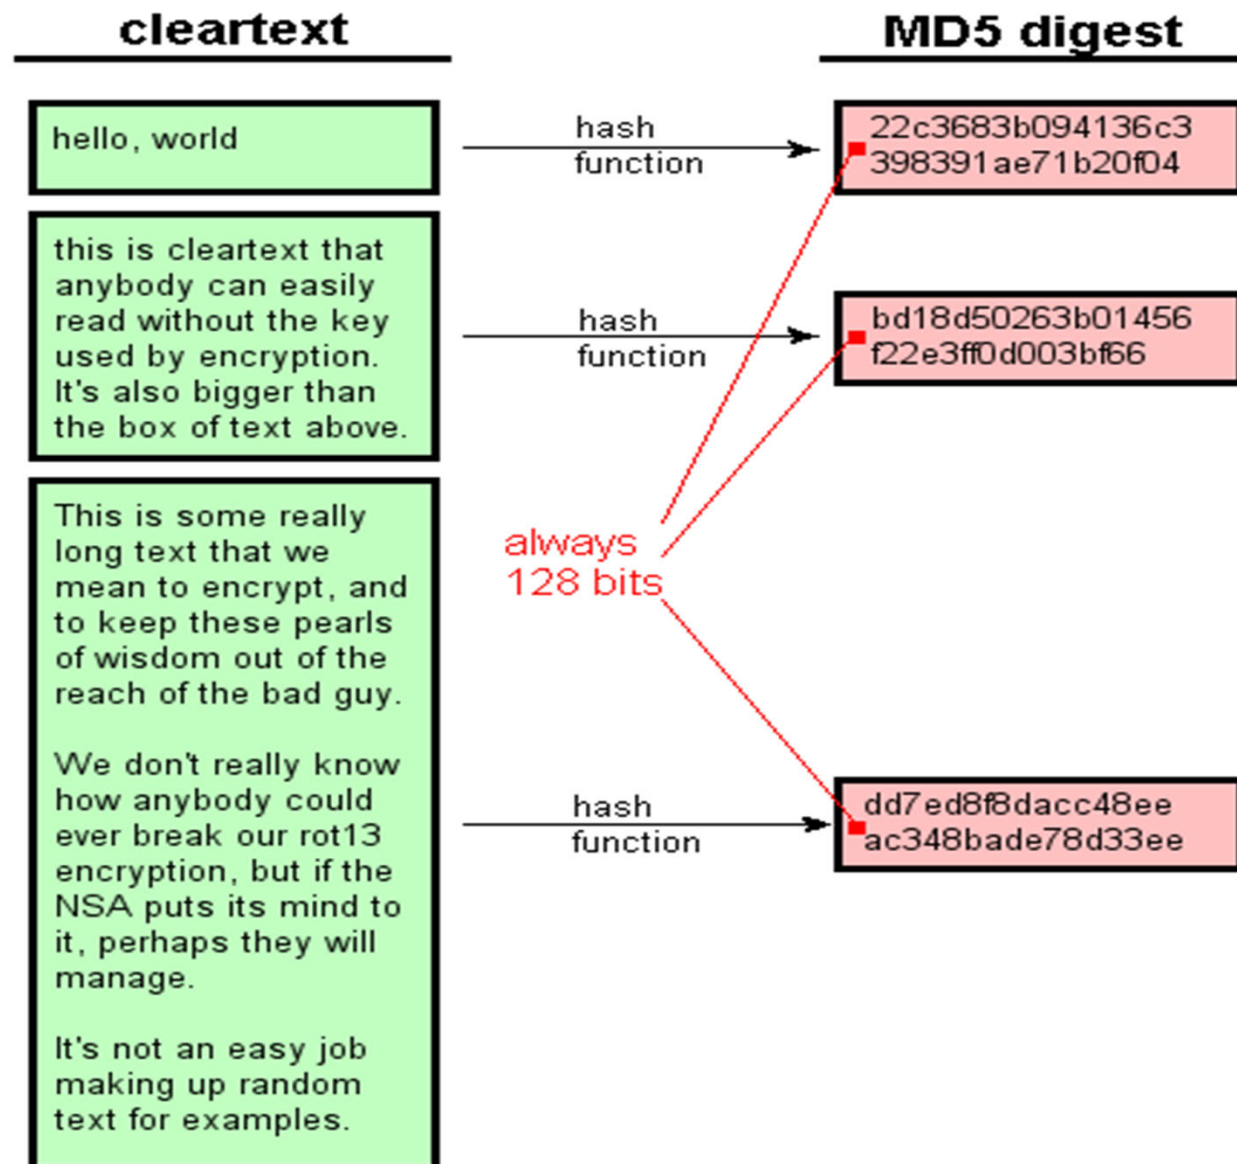 cleartext
MD5 digest
hello, world
hash
function
22c3683b094136c3
398391ae71b20f04
this is cleartext that
anybody can easily
read without the key
used by encryption.
It's also bigger than
the box of text above.
hash
function
bd18d50263b01456
f22e3ff0d003bf66
always
128 bits
This is some really
long text that we
mean to encrypt, and
to keep these pearls
of wisdom out of the
reach of the bad guy.
We don't really know
how anybody could
ever break our rot13
encryption, but if the
NSA puts its mind to
it, perhaps they will
manage.
It's not an easy job
making up random
text for examples.
hash
function
dd7ed8f8dacc48ee
ac348bade78d33ee